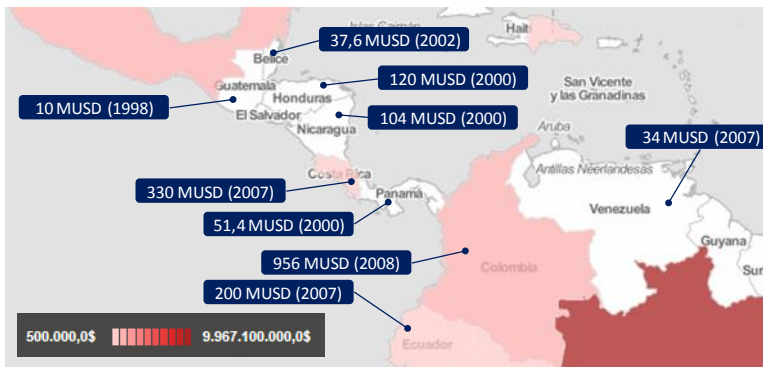 Islas Caimán
Haití
37,6 MUSD (2002)
Belice
120 MUSD (2000)
Guatemala
10 MUSD (1998)
Honduras
San Vicente
y las Granadinas
El Salvador
104 MUSD (2000)
Nicaragua
Aruba
34 MUSD (2007)
Antillas Neerlandesas
Costa Rica
330 MUSD (2007)
Panamá
Venezuela
51,4 MUSD (2000)
Guyana
956 MUSD (2008)
Colombia
Sur
200 MUSD (2007)
500.000,0$
9.967.100.000,0$
Ecuador